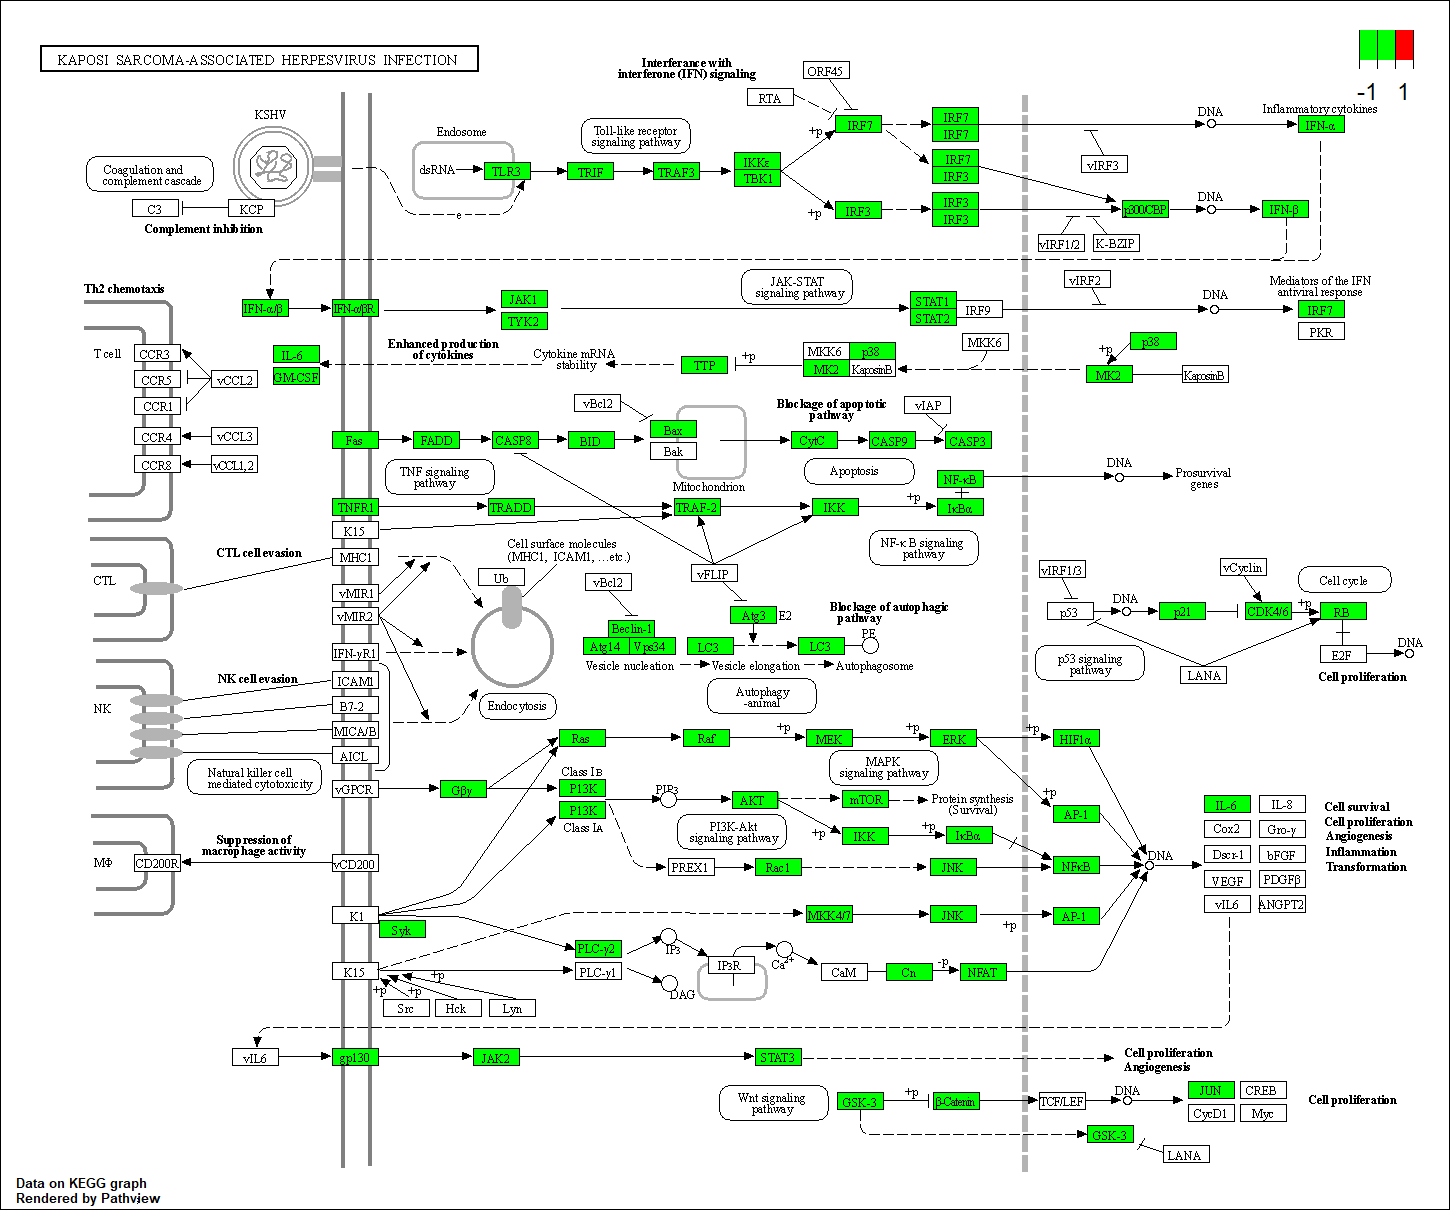 KAPOSI SARCOMA-ASSOCIATED HERPESVIRUS INFECTION
-1 1
Interferance with
interferone (IFN) signaling
ORF45
RTA
KSHV
Endosome
Toll-like receptor
signaling pathway
+p
IRF7
IRF7
IRF7
DNA
Inflammatory cytokines
IFN-α
Coagulation and
complement cascade
dsRNA
TLR3
TRIF
TRAF3
IKKε
TBK1
IRF7
IRF3
vIRF3
C3
KCP
e
+p
IRF3
IRF3
IRF3
p300/CBP
DNA
IFN-β
Complement inhibition
vIRF1/2
K-BZIP
Th2 chemotaxis
JAK-STAT
signaling pathway
vIRF2
Mediators of the IFN
antiviral response
IFN-α/β
IFN-α/βR
JAK1
TYK2
STAT1
STAT2
IRF9
DNA
IRF7
PKR
T cell
CCR3
CCR5
CCR1
CCR4
CCR8
vCCL2
vCCL3
vCCL1,2
IL-6
GM-CSF
Enhanced production
of cytokines
Cytokine mRNA
stability
TTP
+p
MKK6
p38
MK2
KaposinB
MKK6
+p
p38
MK2
KaposinB
vBcl2
Blockage of apoptotic
pathway
vIAP
Fas
FADD
CASP8
BID
Bax
Bak
CytC
CASP9
CASP3
TNF signaling
pathway
Mitochondrion
Apoptosis
NF-κB
DNA
Prosurvival
genes
TNFR1
TRADD
TRAF-2
IKK
+p
IκBα
K15
NF-κ B signaling
pathway
CTL cell evasion
MHC1
Cell surface molecules
(MHC1, ICAM1, ...etc.)
CTL
Ub
vBcl2
vFLIP
vIRF1/3
vCyclin
Cell cycle
vMIR1
vMIR2
Atg3
E2
Blockage of autophagic
pathway
p53
DNA
p21
CDK4/6
+p
RB
IFN-γR1
Beclin-1
Atg14
Vps34
LC3
LC3
PE
DNA
E2F
Vesicle nucleation
Vesicle elongation
Autophagosome
p53 signaling
pathway
LANA
Cell proliferation
NK cell evasion
ICAM1
NK
B7-2
Endocytosis
Autophagy
-animal
MICA/B
AICL
Ras
Raf
+p
MEK
+p
ERK
+p
HIF1α
Natural killer cell
mediated cytotoxicity
vGPCR
Gβγ
Class IB
P13K
P13K
Class IA
PIP3
AKT
MAPK
signaling pathway
mTOR
Protein synthesis
(Survival)
+p
AP-1
IL-6
IL-8
Cox2
Gro-γ
Dscr-1
bFGF
VEGF
PDGFβ
vIL6
ANGPT2
Cell survival
Cell proliferation
Angiogenesis
Inflammation
Transformation
PI3K-Akt
signaling pathway
+p
IKK
+p
IκBα
Suppression of
macrophage activity
MΦ
CD200R
vCD200
PREX1
Rac1
JNK
NFκB
DNA
K1
Syk
MKK4/7
JNK
+p
AP-1
PLC-γ2
IP3
K15
PLC-γ1
IP3R
Ca2+
CaM
Cn
-p
NFAT
DAG
+p
+p
+p
Src
Hck
Lyn
vIL6
gp130
JAK2
STAT3
Cell proliferation
Angiogenesis
Wnt signaling
pathway
GSK-3
+p
β-Catenin
TCF/LEF
DNA
JUN
CREB
CycD1
Myc
Cell proliferation
GSK-3
LANA
Data on KEGG graph
Rendered by Pathview